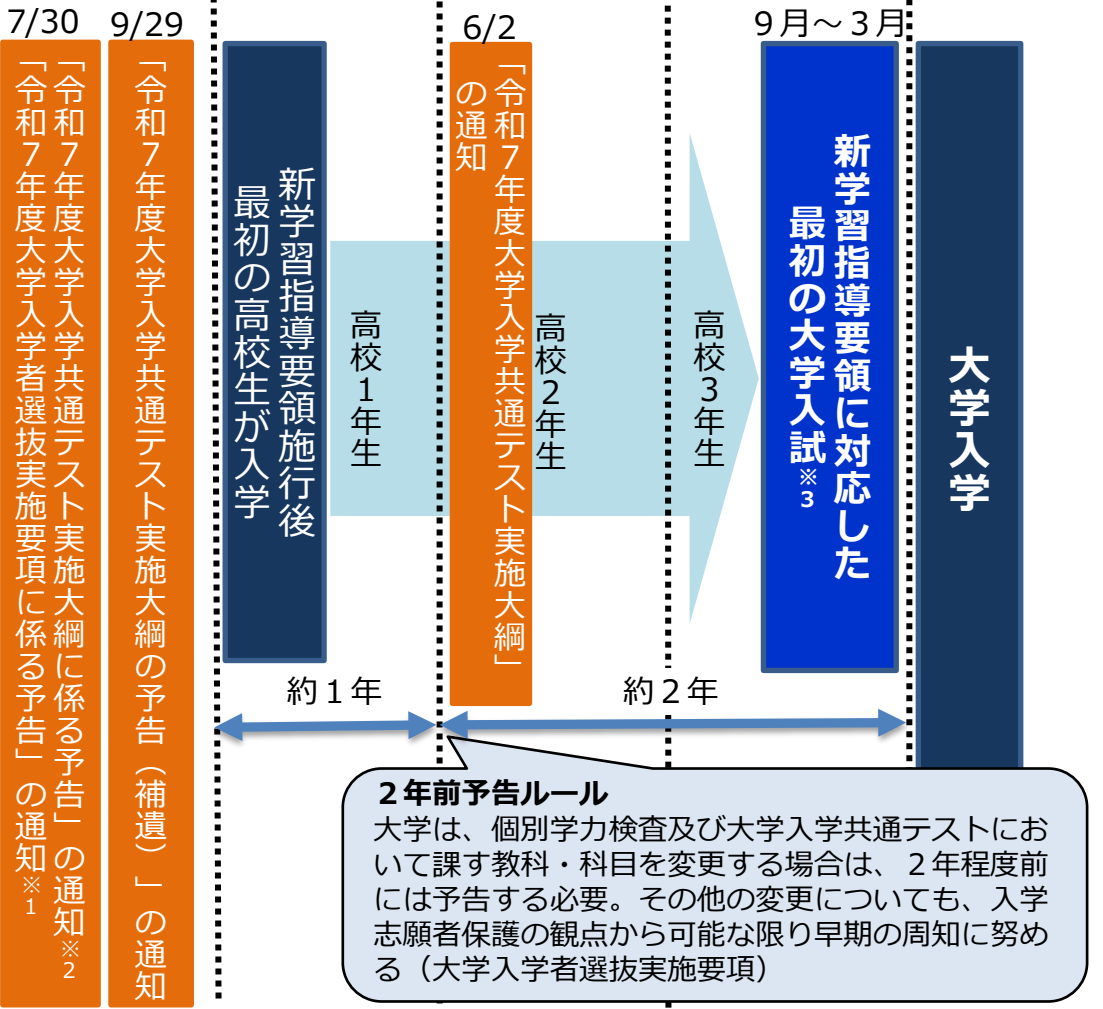 7/30
「令和７年度大学入学共通テスト実施大綱に係る予告」の通知※2
「令和７年度大学入学者選抜実施要項に係る予告」の通知※1
9/29
「令和７年度大学入学共通テスト実施大綱の予告（補遺）」の通知
新学習指導要領施行後
最初の高校生が入学
高校１年生
6/2
「令和７年度大学入学共通テスト実施大綱」
の通知
高校２年生
高校３年生
９月～３月
新学習指導要領に対応した
最初の大学入試※3
大学入学
約１年
約２年
２年前予告ルール
大学は、個別学力検査及び大学入学共通テストにお
いて課す教科・科目を変更する場合は、２年程度前
には予告する必要。その他の変更についても、入学
志願者保護の観点から可能な限り早期の周知に努め
る（大学入学者選抜実施要項）